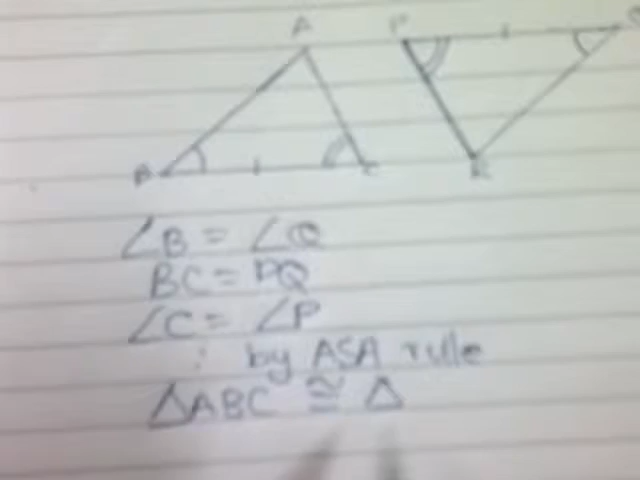 A P Q
B C R
∠B = ∠Q
BC = PQ
∠C = ∠P
∴ by ASA rule
△ABC ≅ △